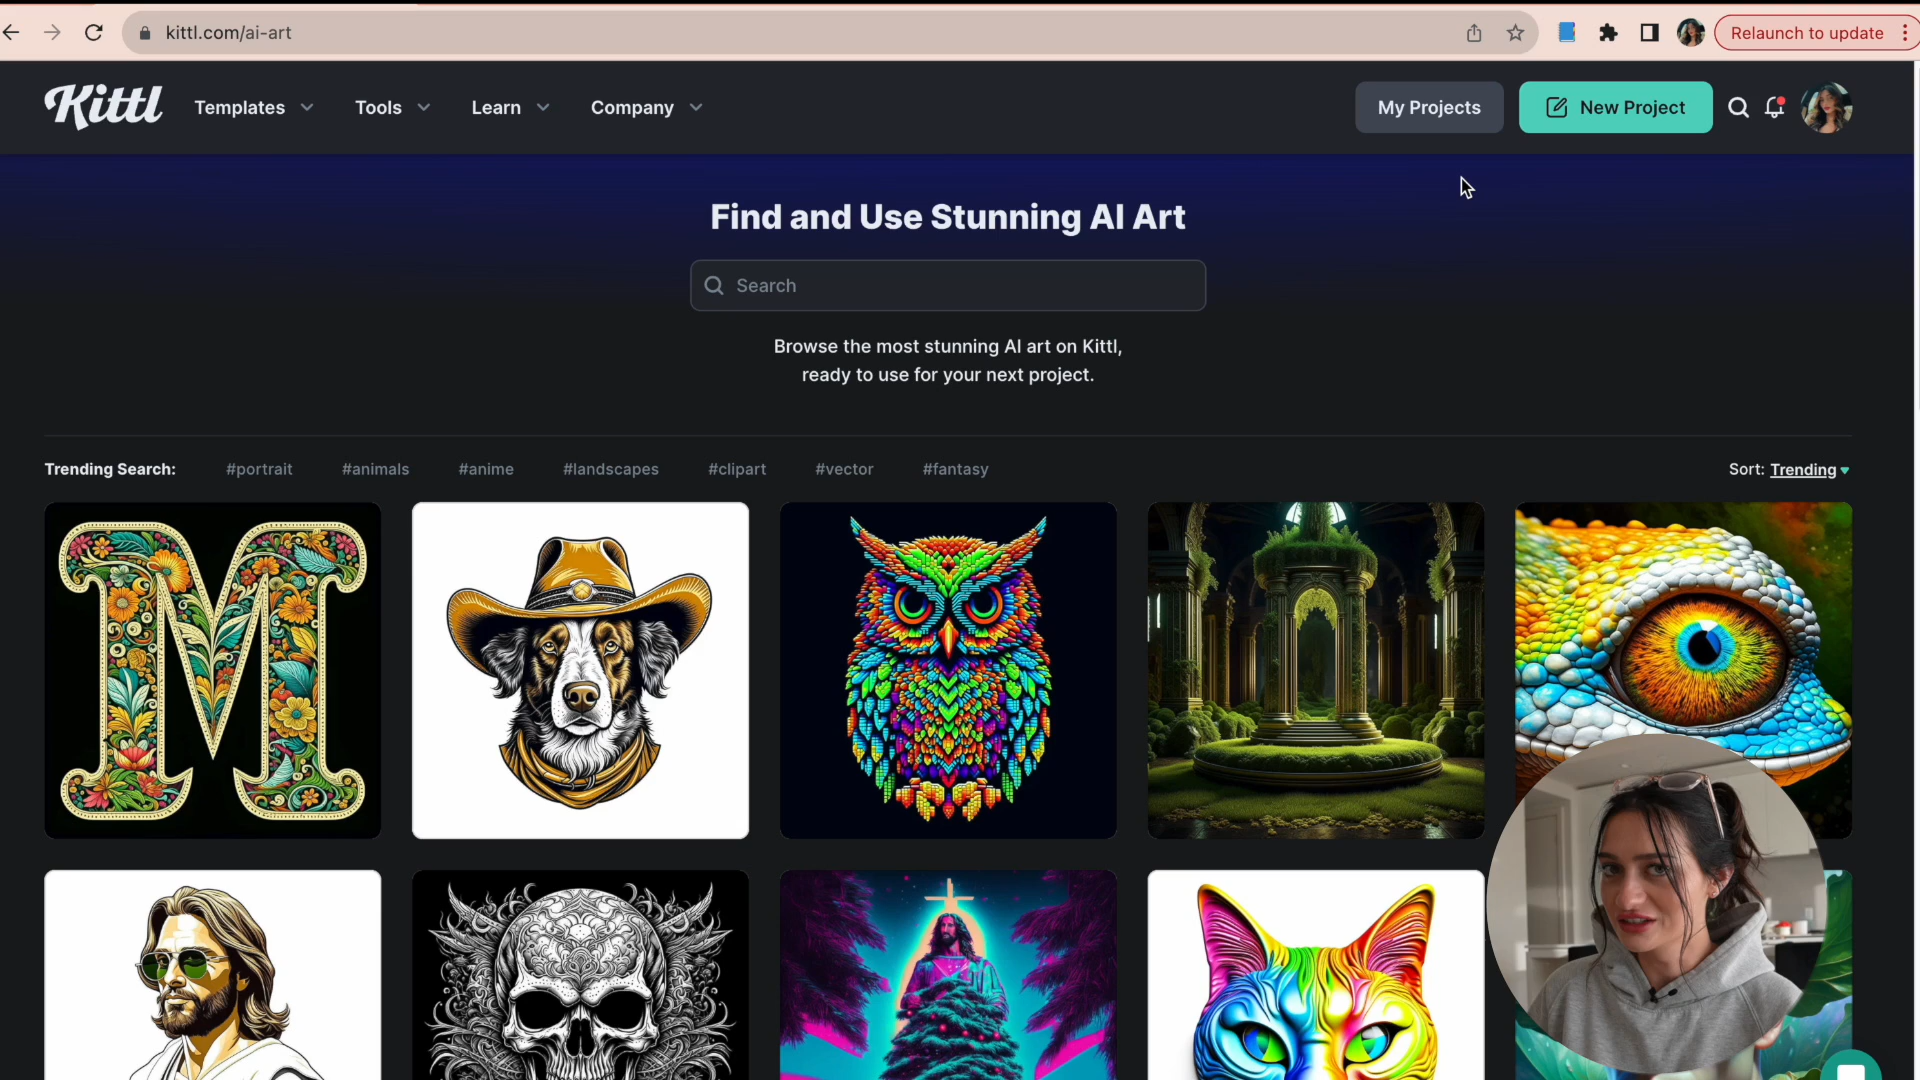 kittl.com/ai-art
Relaunch to update
Kittl
Templates
Tools
Learn
Company
My Projects
New Project
Find and Use Stunning AI Art
Search
Browse the most stunning AI art on Kittl,
ready to use for your next project.
Trending Search:
#portrait
#animals
#anime
#landscapes
#clipart
#vector
#fantasy
Sort: Trending
M